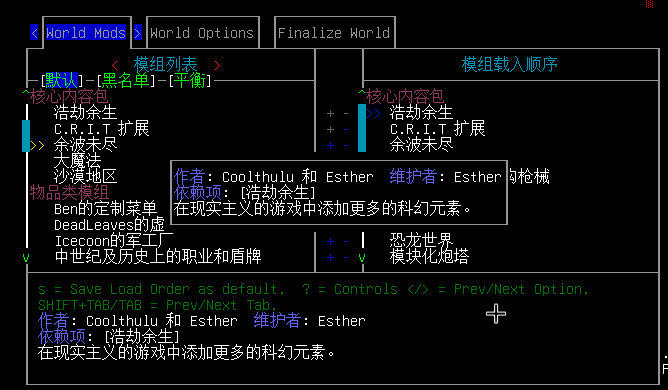 < World Mods > World Options Finalize World
< 模组列表 > 模组载入顺序
[默认]-[黑名单]-[平衡]
核心内容包 核心内容包
浩劫余生 + - >> 浩劫余生
C.R.I.T 扩展 + - C.R.I.T 扩展
>> 余波未尽 余波未尽
大魔法
沙漠地区 作者: Coolthulu 和 Esther 维护者: Esther 枪械
物品类模组 依赖项: [浩劫余生]
Ben的定制菜单 在现实主义的游戏中添加更多的科幻元素。
DeadLeaves的虚
Icecoon的军工厂 + - 恐龙世界
v 中世纪及历史上的职业和盾牌 + - v 模块化炮塔
s = Save Load Order as default. ? = Controls </> = Prev/Next Option.
SHIFT+TAB/TAB = Prev/Next Tab.
作者: Coolthulu 和 Esther 维护者: Esther
依赖项: [浩劫余生]
在现实主义的游戏中添加更多的科幻元素。